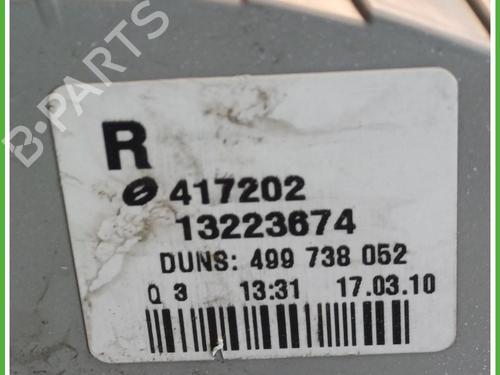 B-PARTS
R
417202
13223674
DUNS: 499 738 052
Q 3 13:31 17.03.10